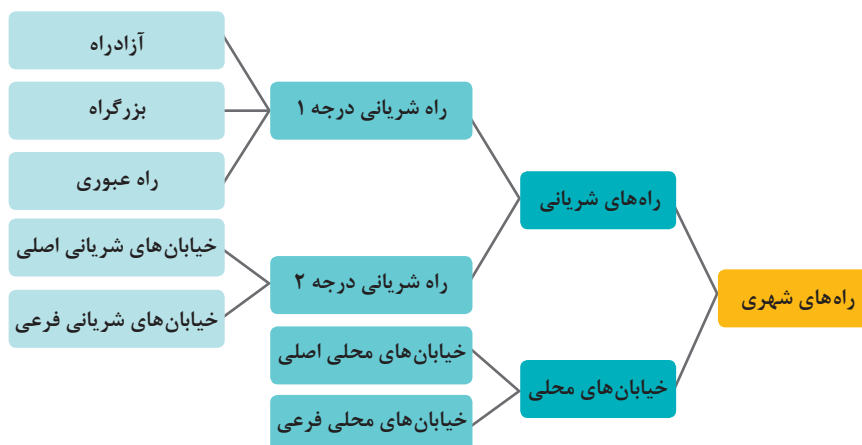 راه‌های شهری
راه‌های شریانی
راه شریانی درجه ۱
آزادراه
بزرگراه
راه عبوری
راه شریانی درجه ۲
خیابان‌های شریانی اصلی
خیابان‌های شریانی فرعی
خیابان‌های محلی
خیابان‌های محلی اصلی
خیابان‌های محلی فرعی